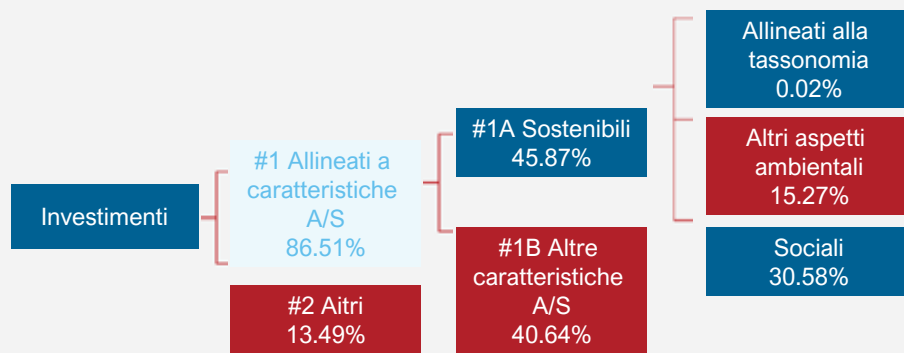 Investimenti
#1 Allineati a
caratteristiche
A/S
86.51%
#2 Aitri
13.49%
#1A Sostenibili
45.87%
#1B Altre
caratteristiche
A/S
40.64%
Allineati alla
tassonomia
0.02%
Altri aspetti
ambientali
15.27%
Sociali
30.58%